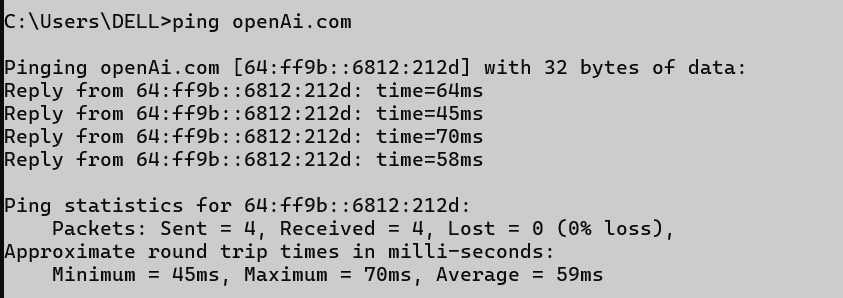 C:\Users\DELL>ping openAi.com
Pinging openAi.com [64:ff9b::6812:212d] with 32 bytes of data:
Reply from 64:ff9b::6812:212d: time=64ms
Reply from 64:ff9b::6812:212d: time=45ms
Reply from 64:ff9b::6812:212d: time=70ms
Reply from 64:ff9b::6812:212d: time=58ms
Ping statistics for 64:ff9b::6812:212d:
    Packets: Sent = 4, Received = 4, Lost = 0 (0% loss),
Approximate round trip times in milli-seconds:
    Minimum = 45ms, Maximum = 70ms, Average = 59ms